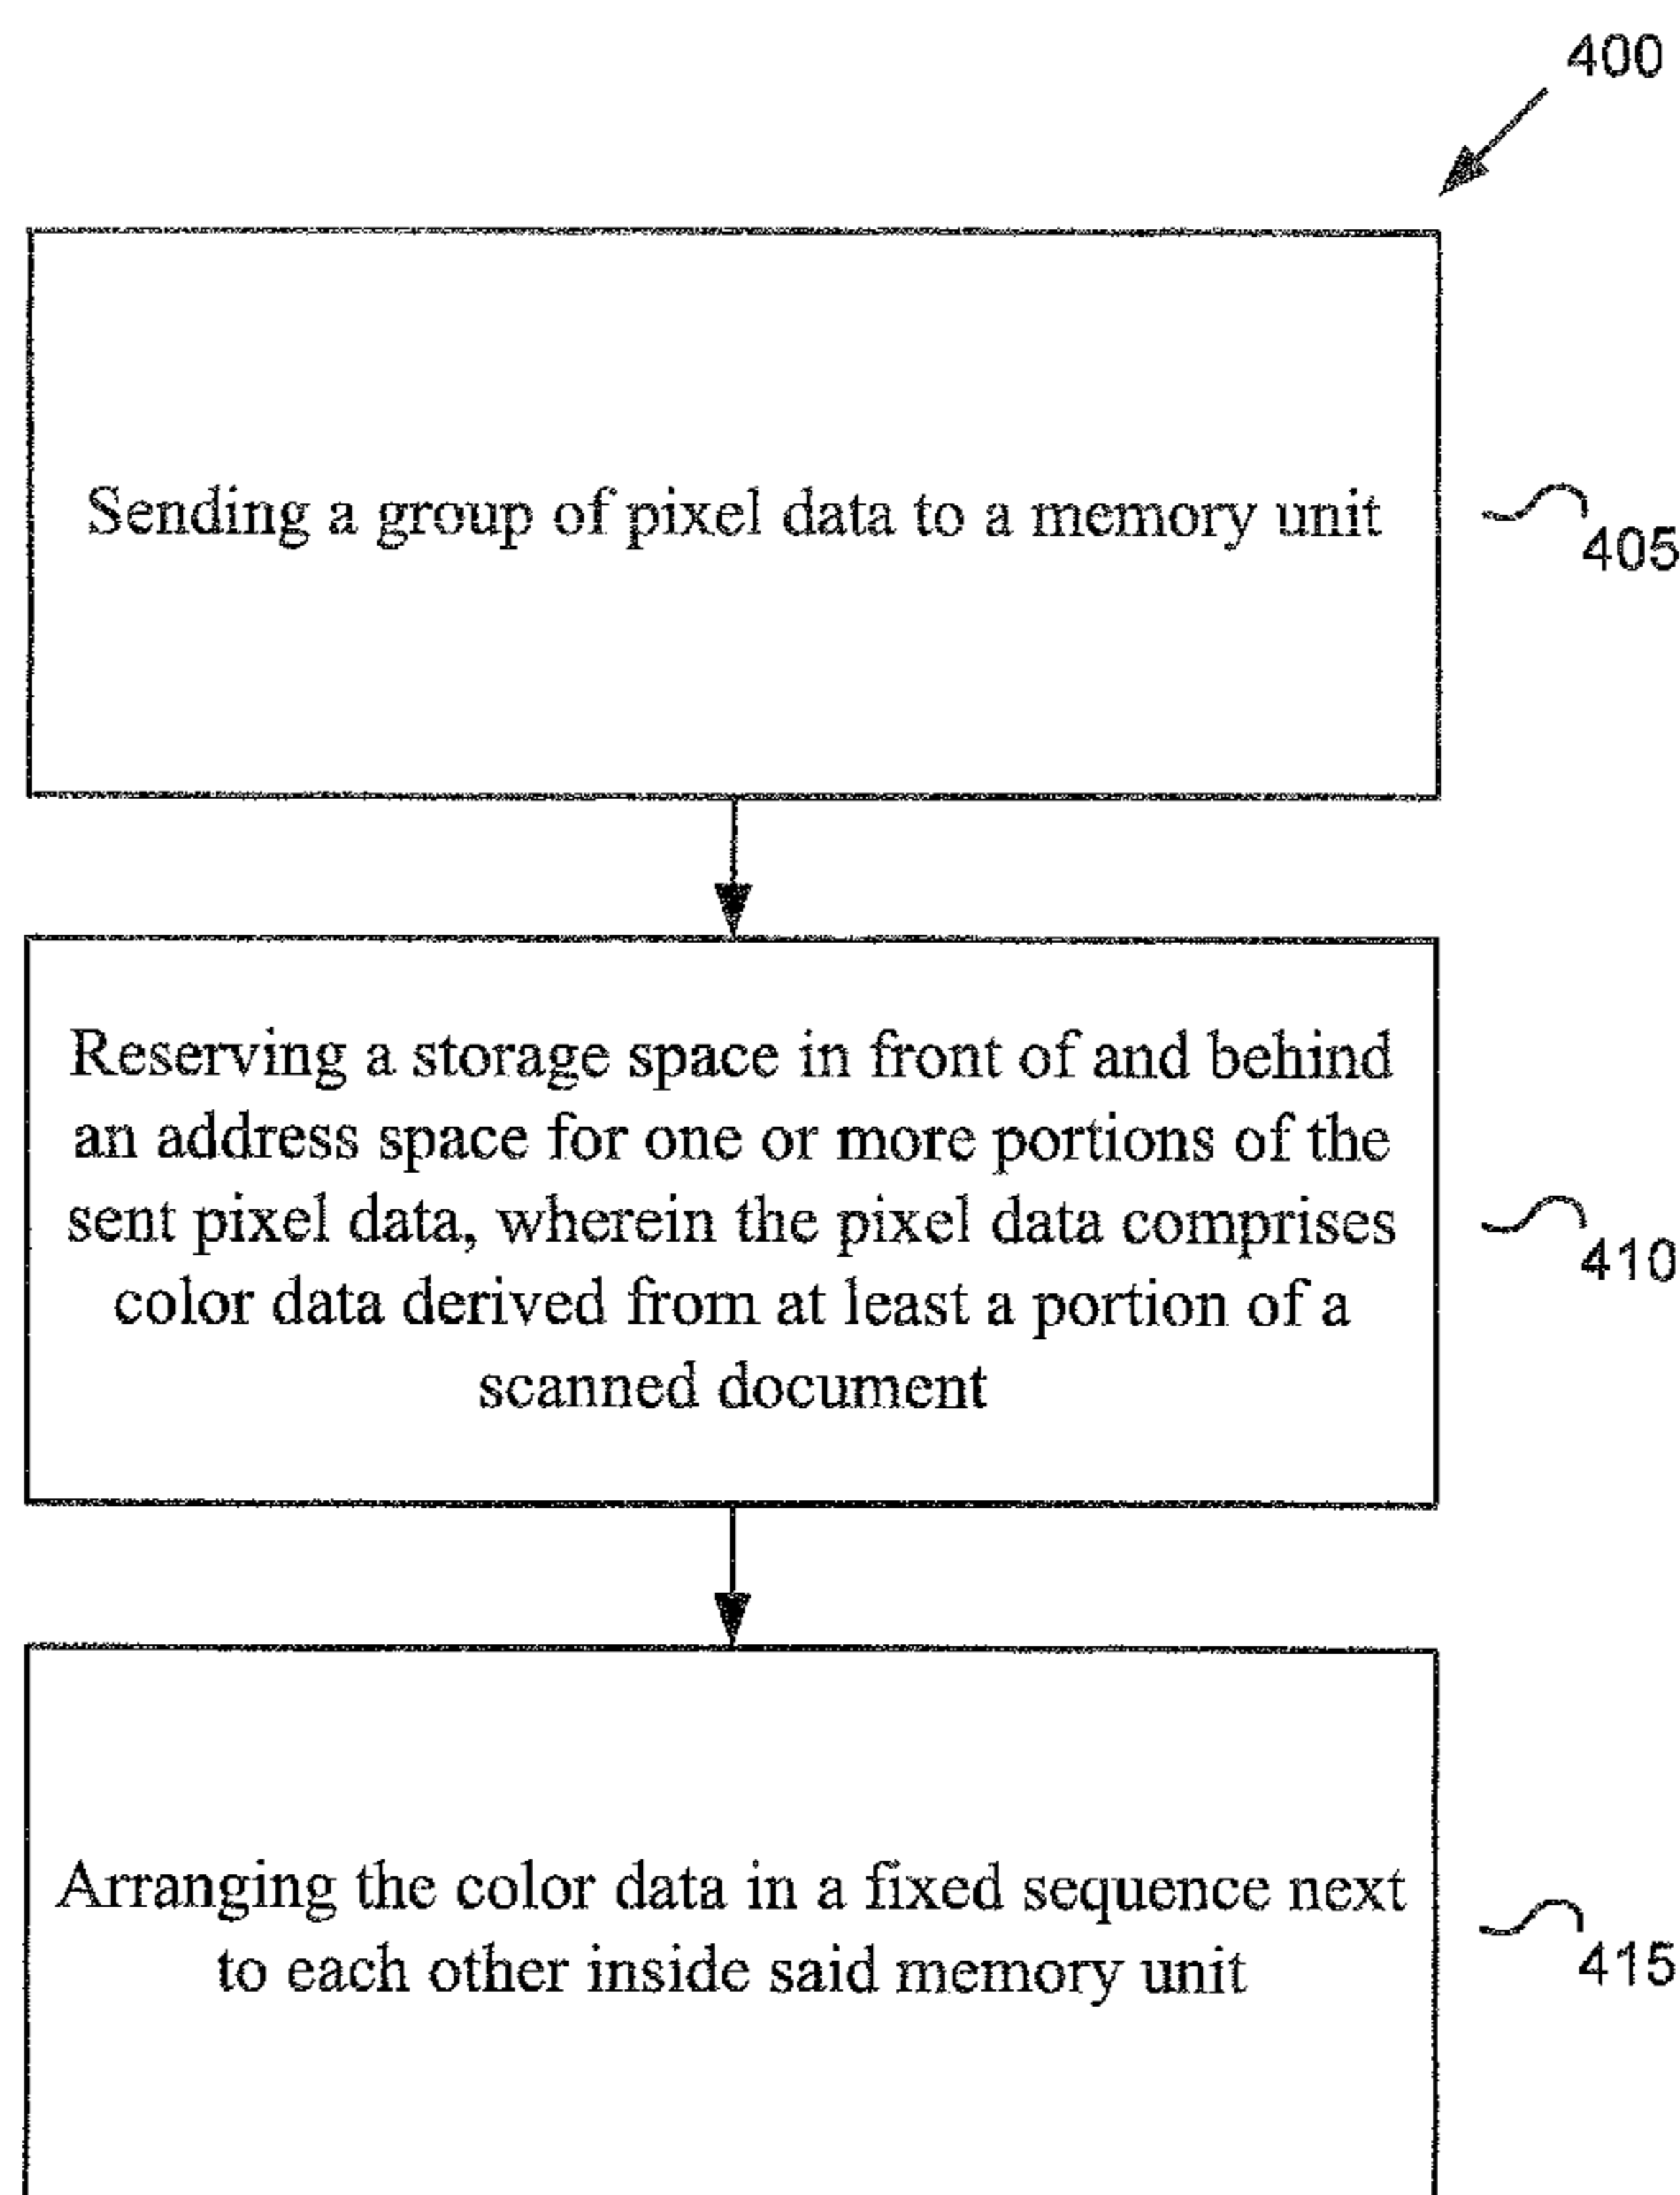 400
Sending a group of pixel data to a memory unit
405
Reserving a storage space in front of and behind
an address space for one or more portions of the
sent pixel data, wherein the pixel data comprises
color data derived from at least a portion of a
scanned document
410
Arranging the color data in a fixed sequence next
to each other inside said memory unit
415